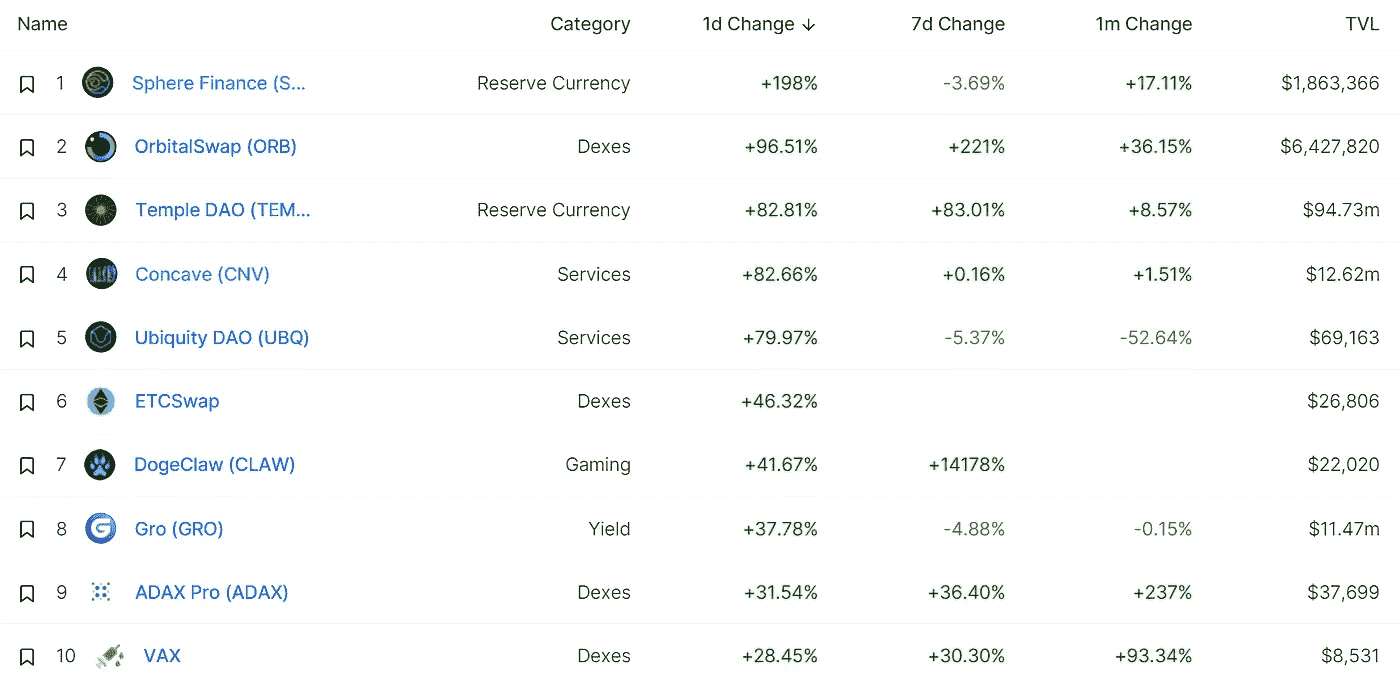 Name Category 1d Change ↓ 7d Change 1m Change TVL
1 Sphere Finance (S... Reserve Currency +198% -3.69% +17.11% $1,863,366
2 OrbitalSwap (ORB) Dexes +96.51% +221% +36.15% $6,427,820
3 Temple DAO (TEM... Reserve Currency +82.81% +83.01% +8.57% $94.73m
4 Concave (CNV) Services +82.66% +0.16% +1.51% $12.62m
5 Ubiquity DAO (UBQ) Services +79.97% -5.37% -52.64% $69,163
6 ETCSwap Dexes +46.32% $26,806
7 DogeClaw (CLAW) Gaming +41.67% +14178% $22,020
8 Gro (GRO) Yield +37.78% -4.88% -0.15% $11.47m
9 ADAX Pro (ADAX) Dexes +31.54% +36.40% +237% $37,699
10 VAX Dexes +28.45% +30.30% +93.34% $8,531